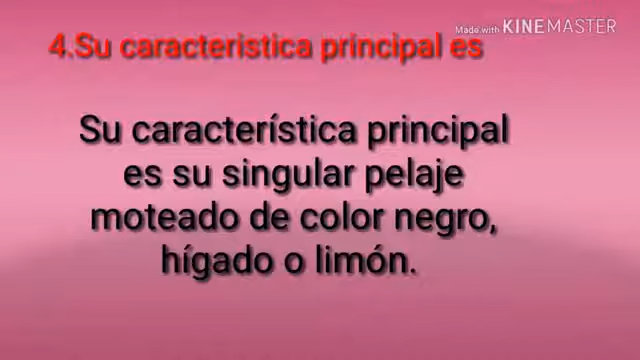 Made with KINEMASTER
4.Su caracteristica principal es
Su característica principal
es su singular pelaje
moteado de color negro,
hígado o limón.